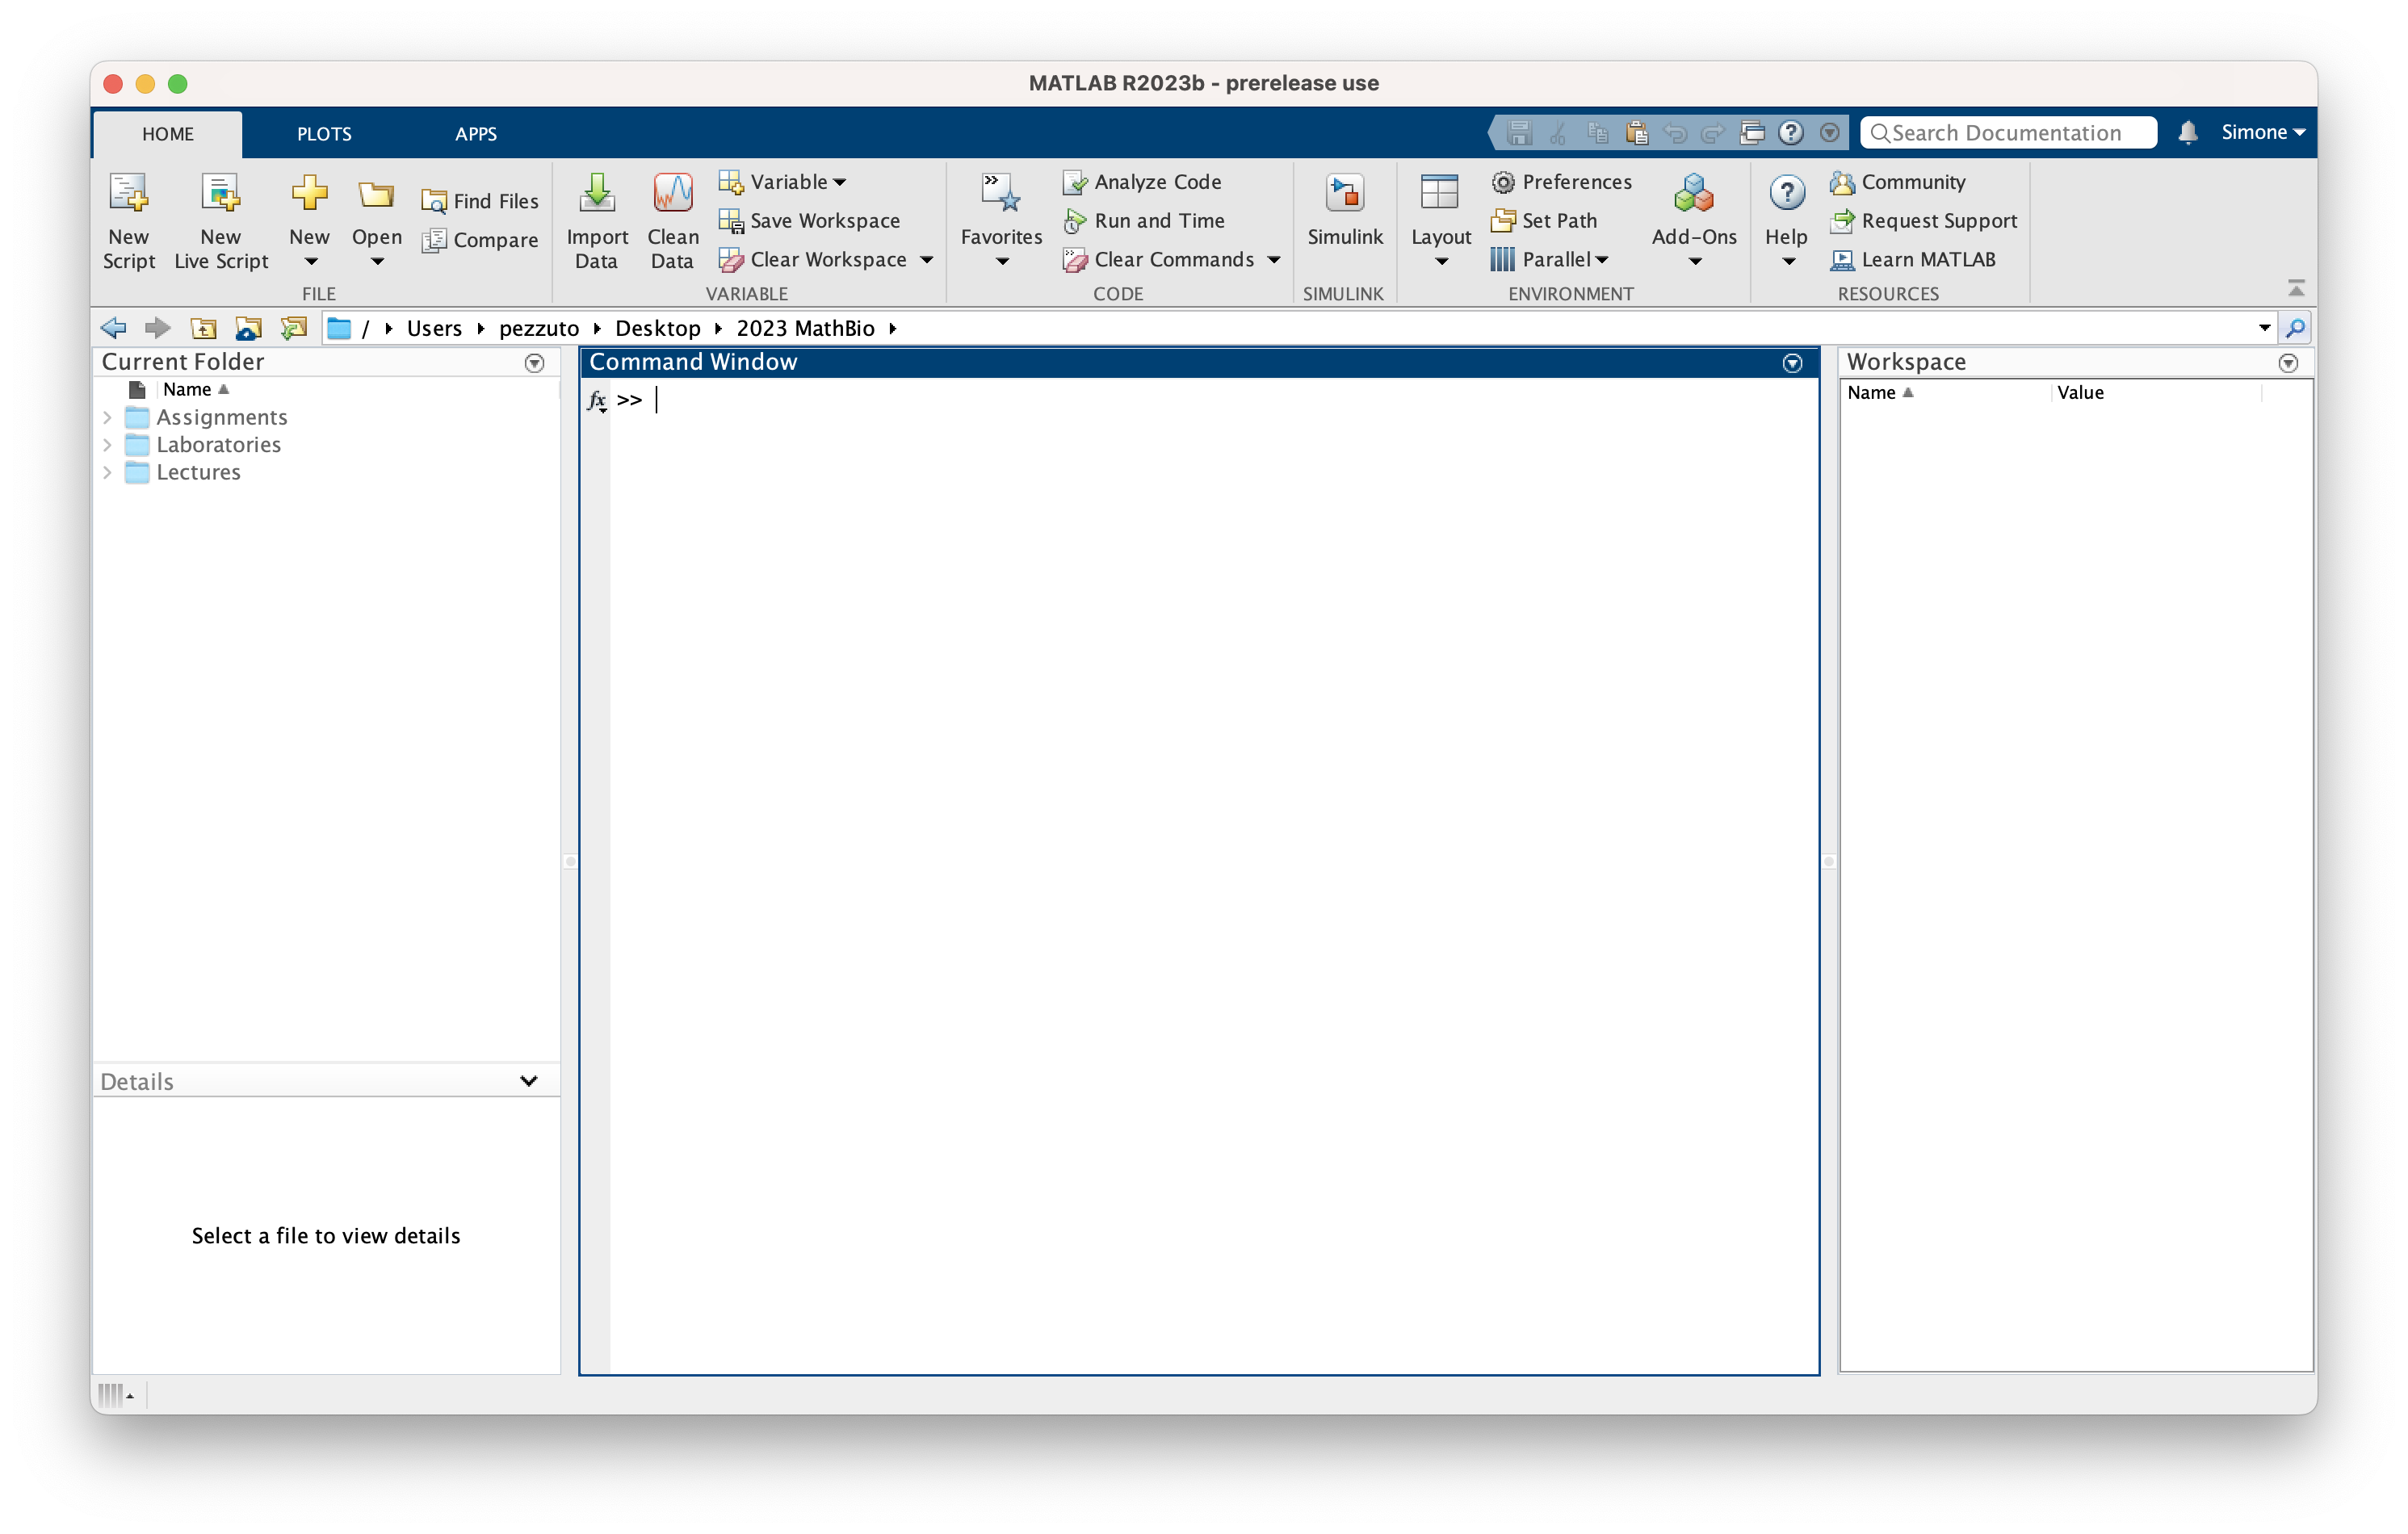 MATLAB R2023b - prerelease use
HOME PLOTS APPS Search Documentation Simone
New Script New Live Script New Open Find Files Compare
Import Data Clean Data Variable Save Workspace Clear Workspace
Favorites Analyze Code Run and Time Clear Commands
Simulink
Layout Preferences Set Path Parallel Add-Ons
Help Community Request Support Learn MATLAB
FILE VARIABLE CODE SIMULINK ENVIRONMENT RESOURCES
/ Users pezzuto Desktop 2023 MathBio
Current Folder
Name
Assignments
Laboratories
Lectures
Details
Select a file to view details
Command Window
fx >>
Workspace
Name Value